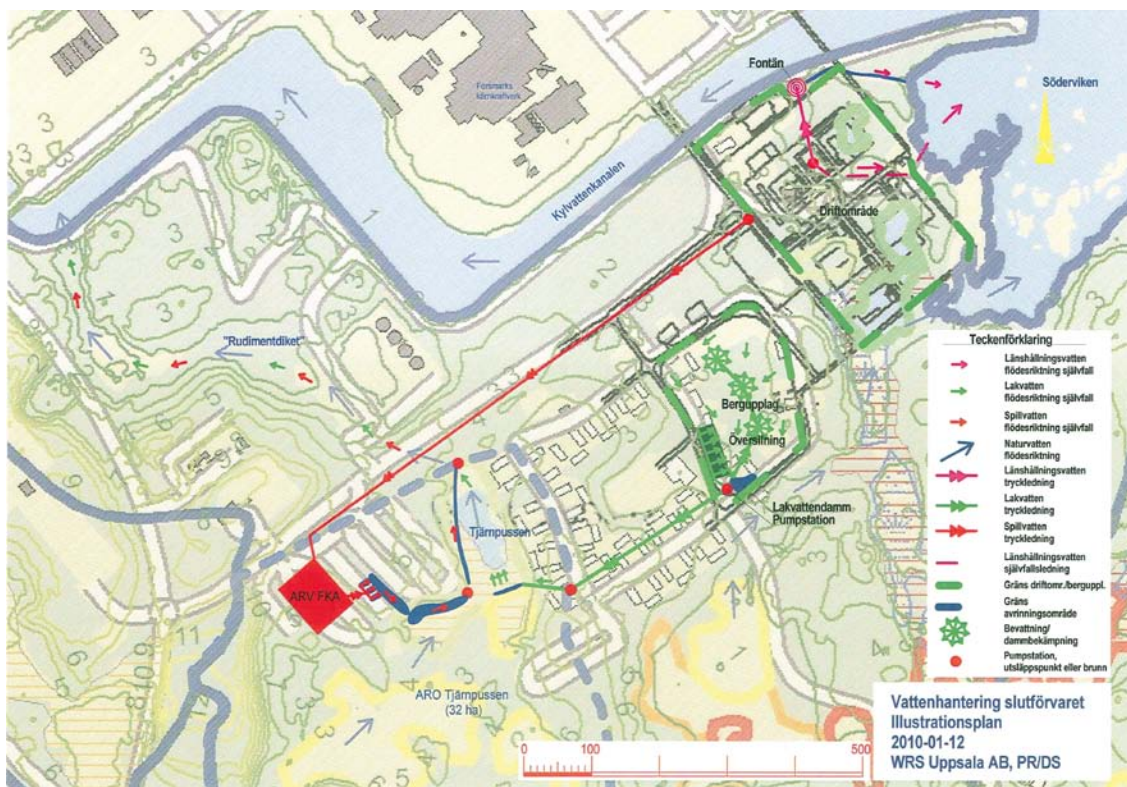 Fontän
Forsmarks
kärnkraftverk
Söderviken
Kylvattenkanalen
Driftområde
"Rudimentdiket"
Bergupplag
Översilning
Lakvattendamm
Pumpstation
Tjärnpussen
ARV FKA
ARO Tjärnpussen
(32 ha)
Teckenförklaring
Länshållningsvatten
flödesriktning självfall
Lakvatten
flödesriktning självfall
Spillvatten
flödesriktning självfall
Naturvatten
flödesriktning
Länshållningsvatten
tryckledning
Lakvatten
tryckledning
Spillvatten
tryckledning
Länshållningsvatten
självfallsledning
Gräns driftomr./berguppl.
Gräns
avrinningsområde
Bevattning/
dammbekämpning
Pumpstation,
utsläppspunkt eller brunn
0 100 500
Vattenhantering slutförvaret
Illustrationsplan
2010-01-12
WRS Uppsala AB, PR/DS